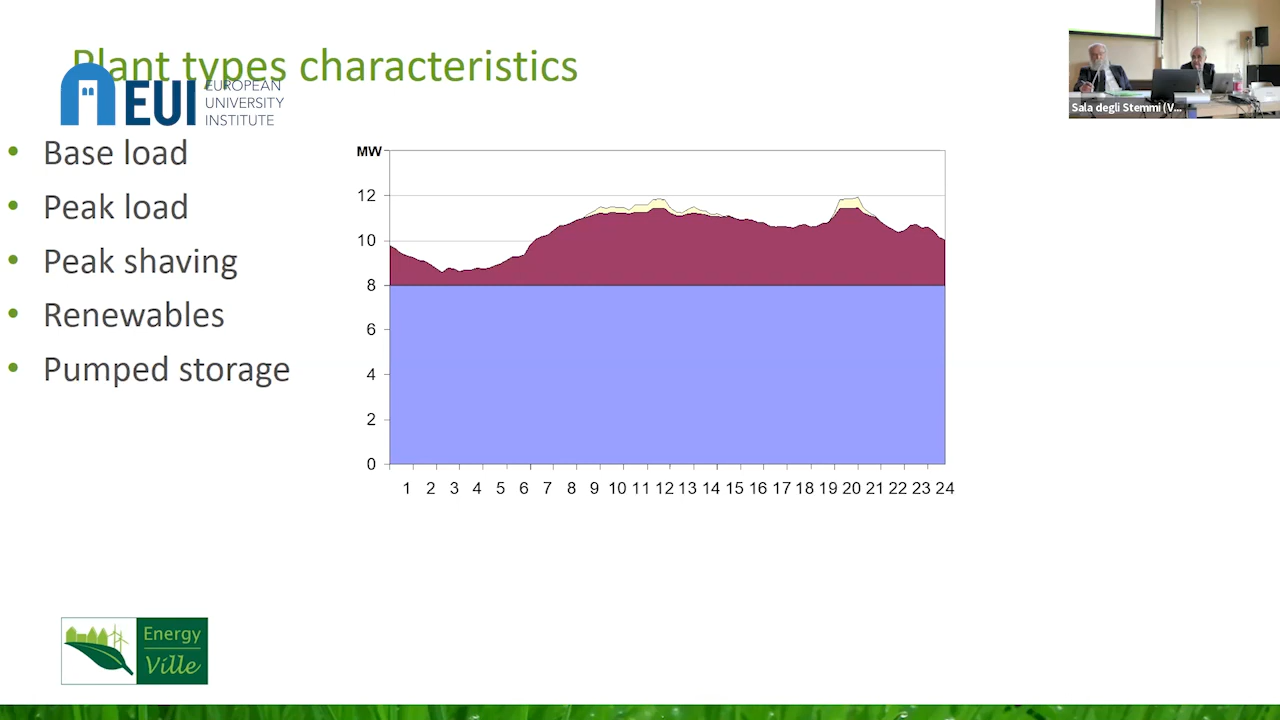 Plant types characteristics
EUI
EUROPEAN
UNIVERSITY
INSTITUTE
• Base load
• Peak load
• Peak shaving
• Renewables
• Pumped storage
MW
12
10
8
6
4
2
0
1 2 3 4 5 6 7 8 9 10 11 12 13 14 15 16 17 18 19 20 21 22 23 24
Sala degli Stemmi (V...
Energy
Ville